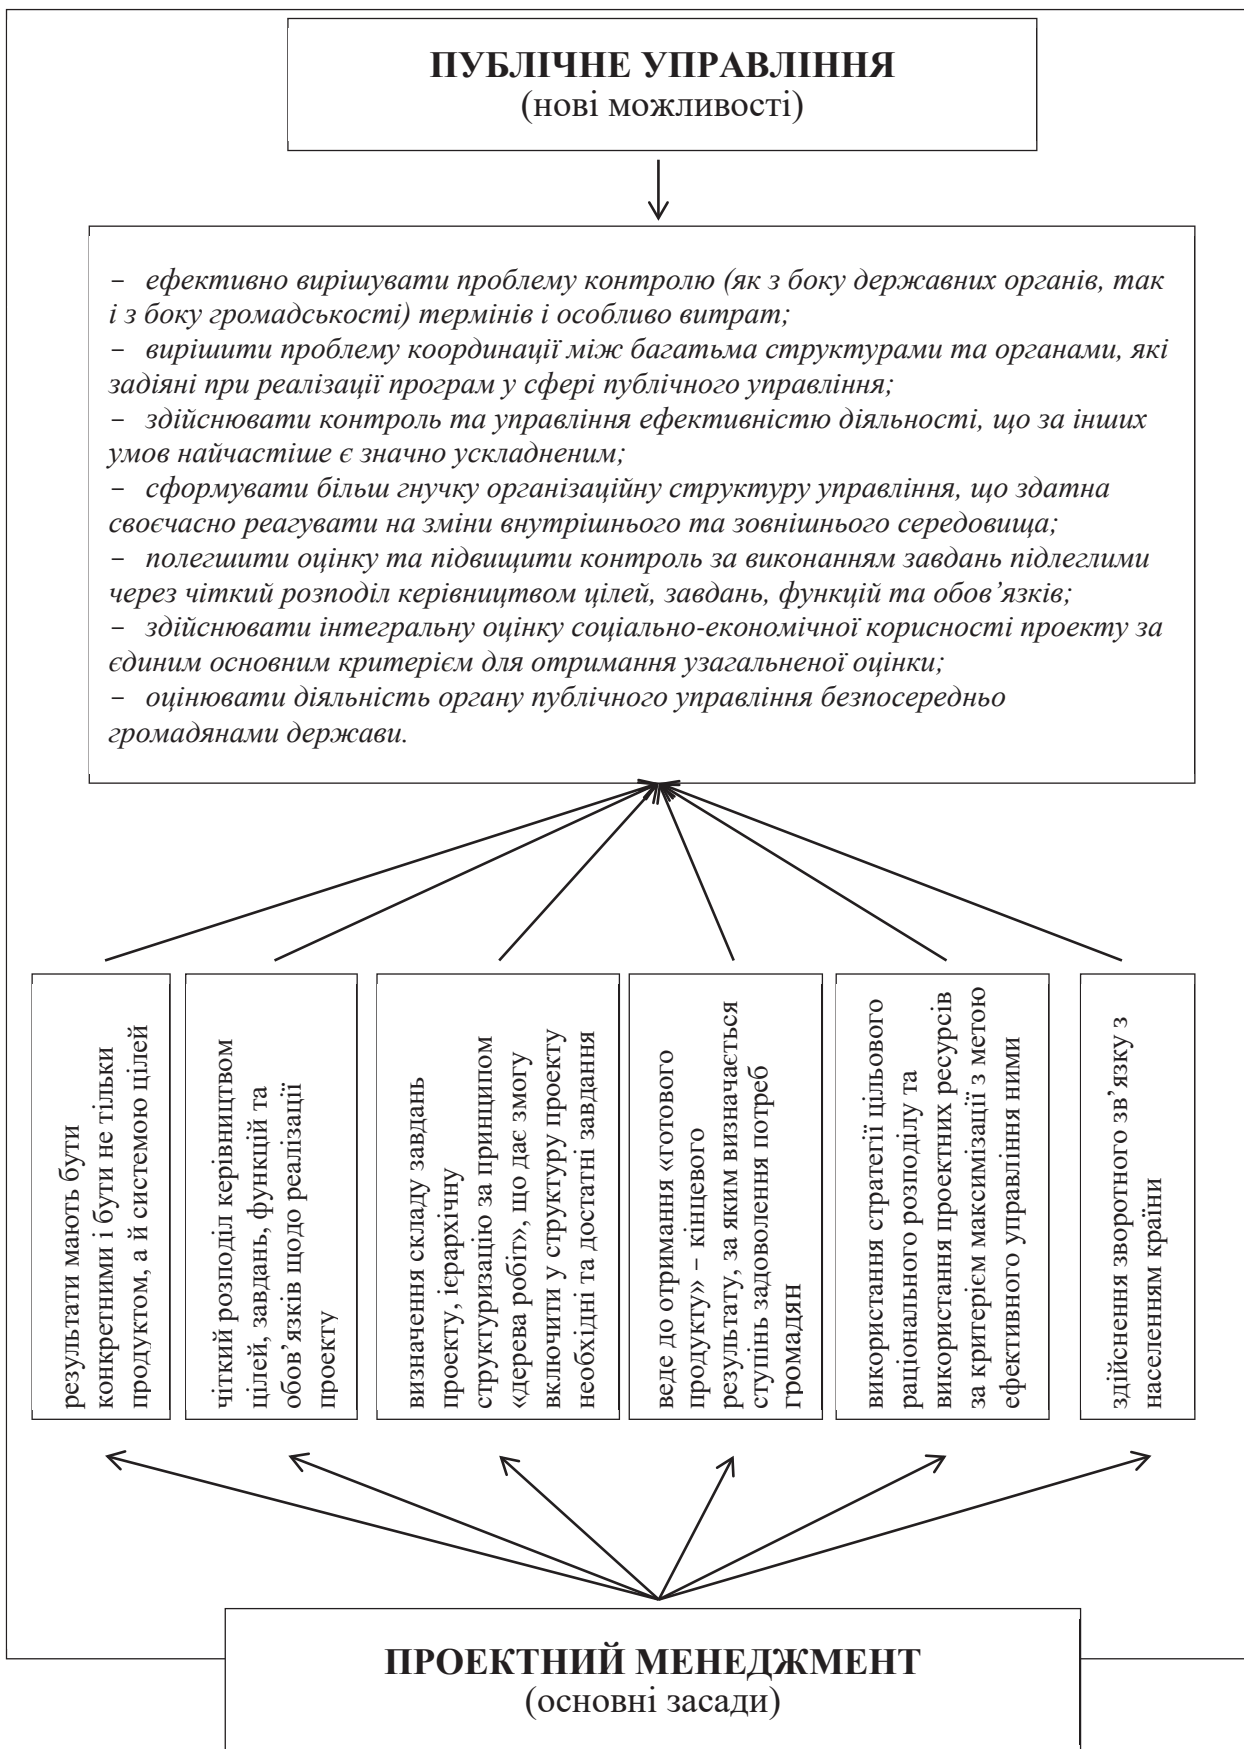 ПУБЛІЧНЕ УПРАВЛІННЯ
(нові можливості)
– ефективно вирішувати проблему контролю (як з боку державних органів, так
і з боку громадськості) термінів і особливо витрат;
– вирішити проблему координації між багатьма структурами та органами, які
задіяні при реалізації програм у сфері публічного управління;
– здійснювати контроль та управління ефективністю діяльності, що за інших
умов найчастіше є значно ускладненим;
– сформувати більш гнучку організаційну структуру управління, що здатна
своєчасно реагувати на зміни внутрішнього та зовнішнього середовища;
– полегшити оцінку та підвищити контроль за виконанням завдань підлеглими
через чіткий розподіл керівництвом цілей, завдань, функцій та обов’язків;
– здійснювати інтегральну оцінку соціально-економічної корисності проекту за
єдиним основним критерієм для отримання узагальненої оцінки;
– оцінювати діяльність органу публічного управління безпосередньо
громадянами держави.
результати мають бути
конкретними і бути не тільки
продуктом, а й системою цілей
чіткий розподіл керівництвом
цілей, завдань, функцій та
обов’язків щодо реалізації
проекту
визначення складу завдань
проекту, ієрархічну
структуризацію за принципом
«дерева робіт», що дає змогу
включити у структуру проекту
необхідні та достатні завдання
веде до отримання «готового
продукту» – кінцевого
результату, за яким визначається
ступінь задоволення потреб
громадян
використання стратегії цільового
раціонального розподілу та
використання проектних ресурсів
за критерієм максимізації з метою
ефективного управління ними
здійснення зворотного зв’язку з
населенням країни
ПРОЕКТНИЙ МЕНЕДЖМЕНТ
(основні засади)